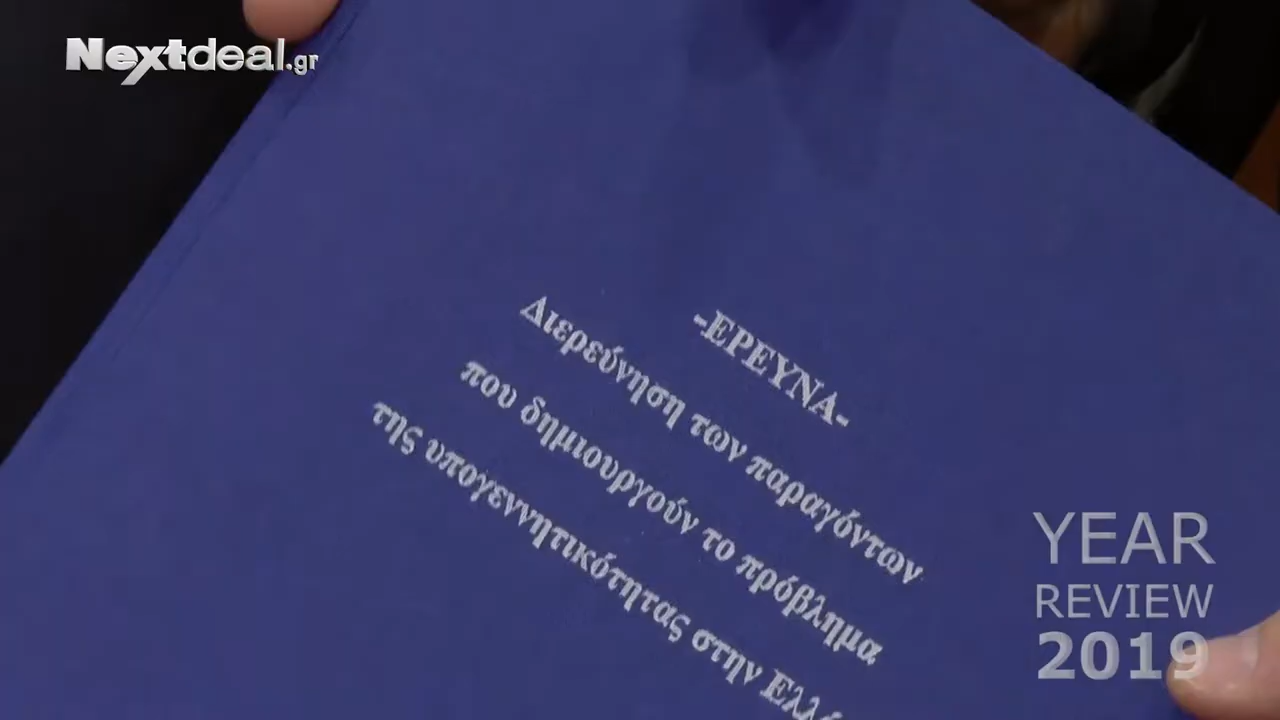 Nextdeal.gr
-ΕΡΕΥΝΑ-
Διερεύνηση των παραγόντων
που δημιουργούν το πρόβλημα
της υπογεννητικότητας στην
YEAR
REVIEW
2019